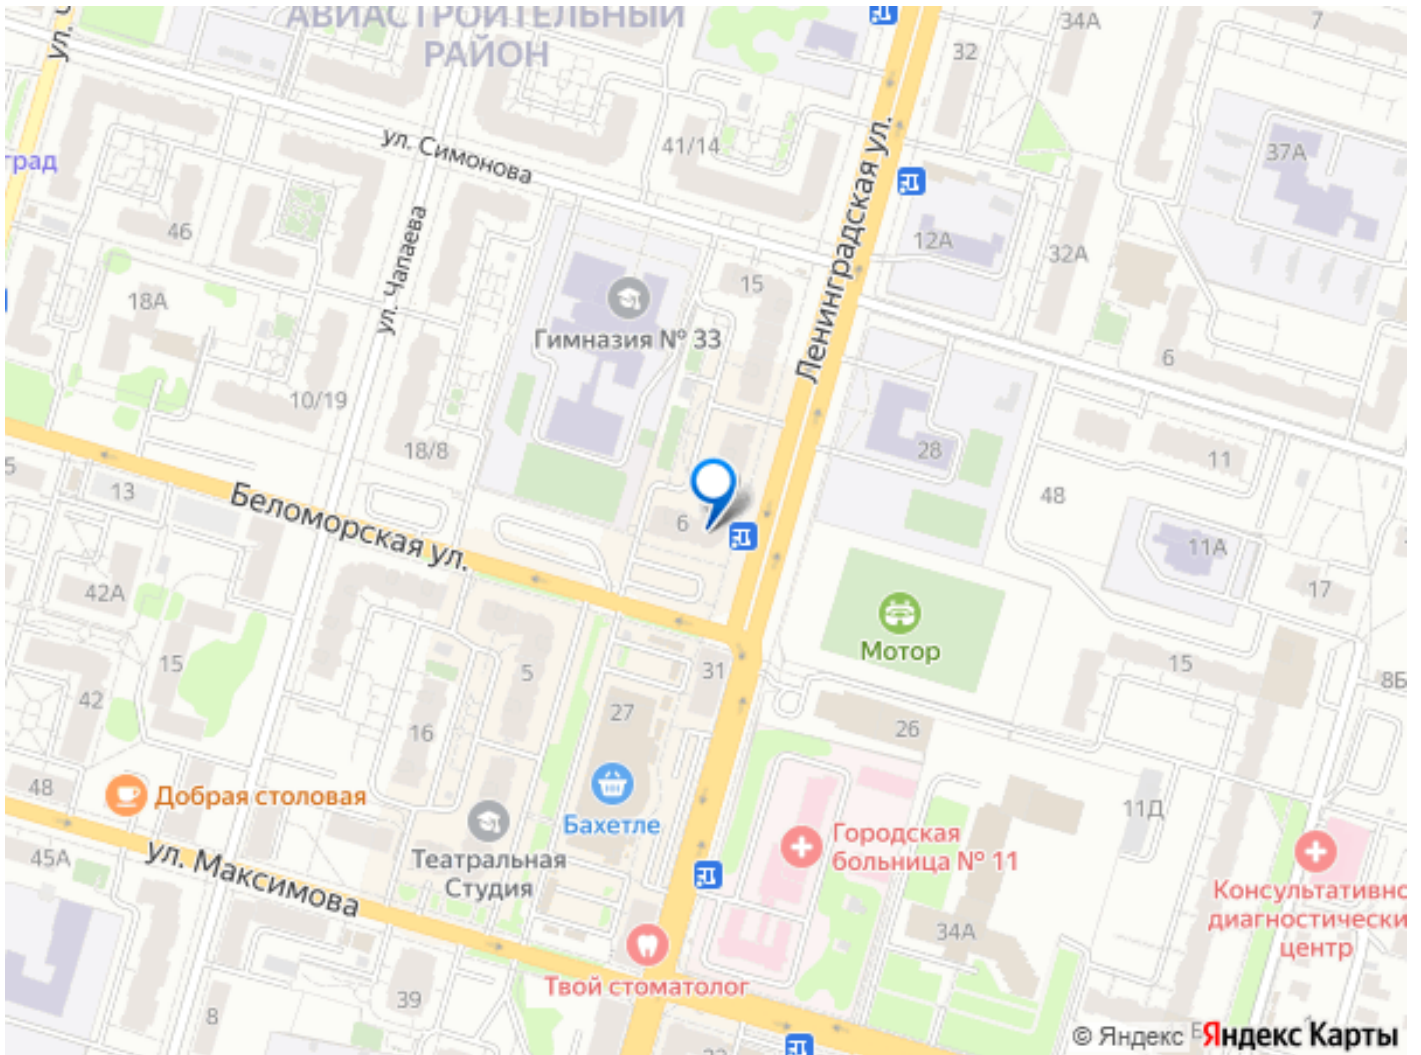 АВИАСТРОИТЕЛЬНЫЙ
РАЙОН
34А
7
32
ул. Симонова
41/14
37А
град
ул. Чапаева
Ленинградская ул.
46
12А
32А
15
18А
Гимназия № 33
6
10/19
18/8
28
11
5
13
48
Беломорская ул.
6
11А
42А
17
15
31
Мотор
15
8Б
5
42
27
26
16
48
Добрая столовая
11Д
Бахетле
Городская
больница № 11
45А
ул. Максимова
Театральная
Студия
Консультативно
диагностически
центр
34А
Твой стоматолог
39
8
© Яндекс
Яндекс Карты